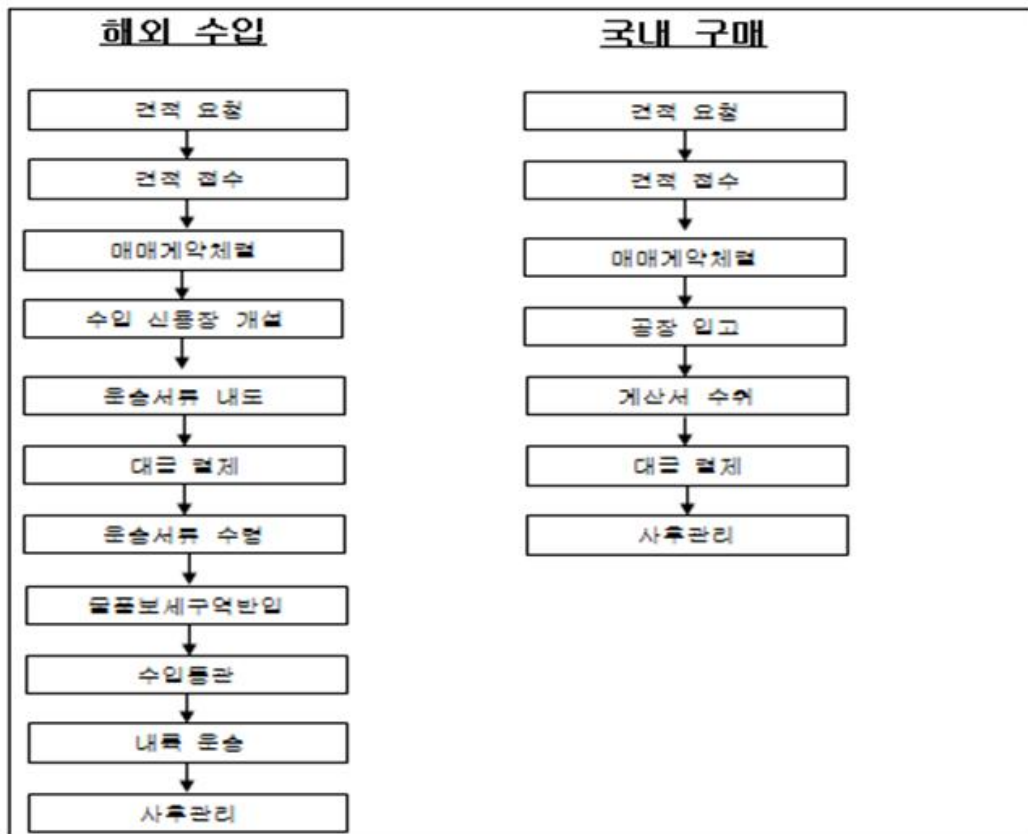 해외 수입
견적 요청
견적 접수
매매계약체결
수입 신용장 개설
운송서류 내도
대금 결제
운송서류 수령
물품보세구역반입
수입통관
내륙 운송
사후관리
국내 구매
견적 요청
견적 접수
매매계약체결
공장 입고
계산서 수취
대금 결제
사후관리